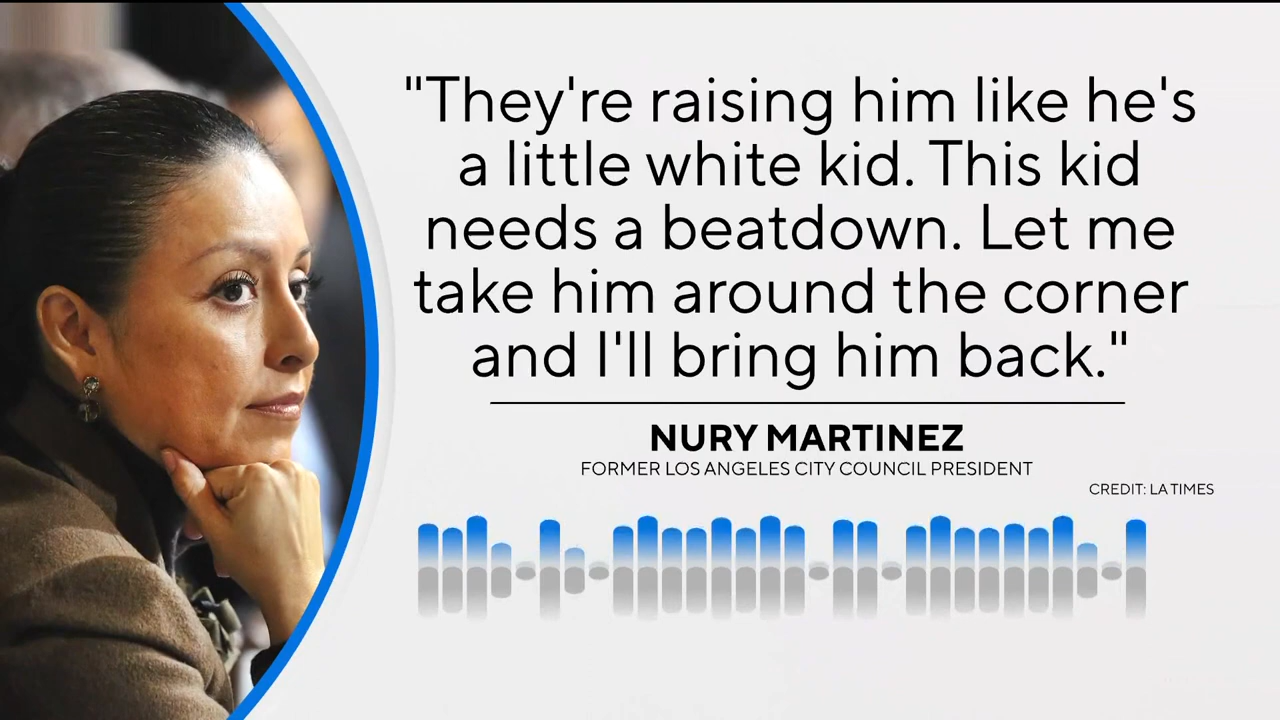 "They're raising him like he's
a little white kid. This kid
needs a beatdown. Let me
take him around the corner
and I'll bring him back."
NURY MARTINEZ
FORMER LOS ANGELES CITY COUNCIL PRESIDENT
CREDIT: LA TIMES